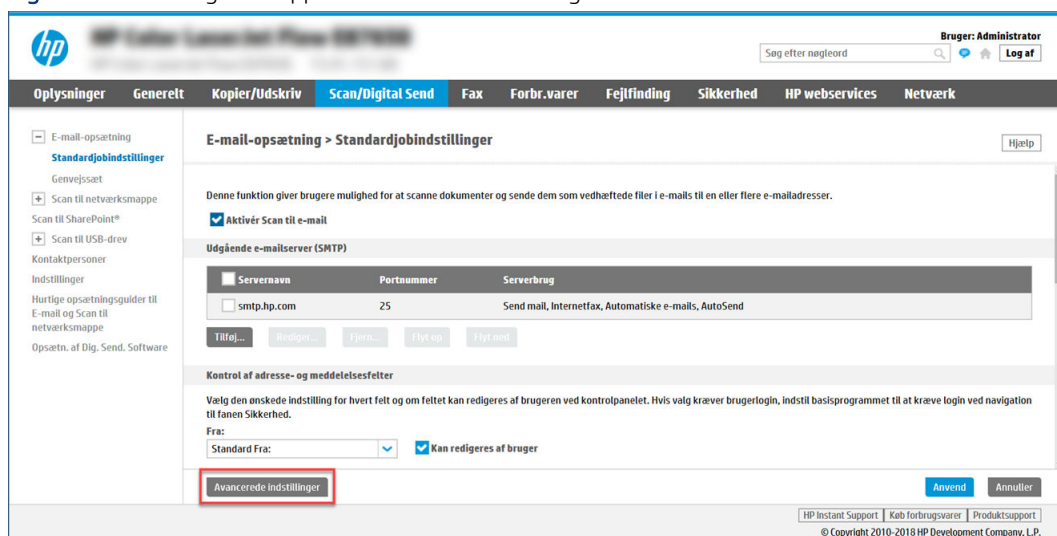 hp
Bruger: Administrator
Søg efter nøgleord
Log af
Oplysninger Generelt Kopier/Udskriv Scan/Digital Send Fax Forbr.varer Fejlfinding Sikkerhed HP webservices Netværk
E-mail-opsætning
Standardjobindstillinger
Genvejssæt
Scan til netværksmappe
Scan til SharePoint®
Scan til USB-drev
Kontaktpersoner
Indstillinger
Hurtige opsætningsguider til
E-mail og Scan til
netværksmappe
Opsætn. af Dig. Send. Software
E-mail-opsætning > Standardjobindstillinger
Hjælp
Denne funktion giver brugere mulighed for at scanne dokumenter og sende dem som vedhæftede filer i e-mails til en eller flere e-mailadresser.
Aktivér Scan til e-mail
Udgående e-mailserver (SMTP)
Servernavn Portnummer Serverbrug
smtp.hp.com 25 Send mail, Internetfax, Automatiske e-mails, AutoSend
Tilføj... Rediger... Fjern... Flyt op Flyt ned
Kontrol af adresse- og meddelelsesfelter
Vælg den ønskede indstilling for hvert felt og om feltet kan redigeres af brugeren ved kontrolpanelet. Hvis valg kræver brugerlogin, indstil basisprogrammet til at kræve login ved navigation
til fanen Sikkerhed.
Fra:
Standard Fra: Kan redigeres af bruger
Avancerede indstillinger
Anvend Annuller
HP Instant Support Køb forbrugsvarer Produktsupport
© Copyright 2010-2018 HP Development Company, L.P.